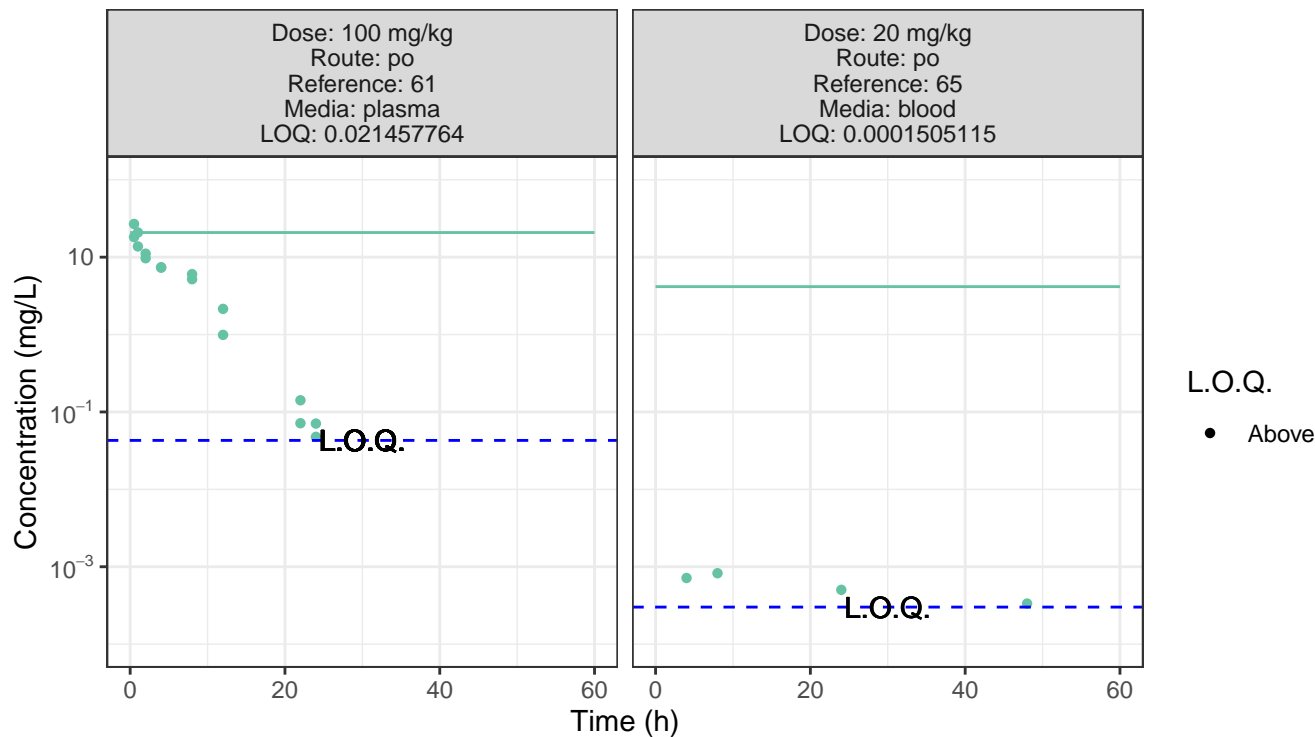 Dose: 100 mg/kg
Route: po
Reference: 61
Media: plasma
LOQ: 0.021457764
Dose: 20 mg/kg
Route: po
Reference: 65
Media: blood
LOQ: 0.0001505115
Concentration (mg/L)
10
10⁻¹
10⁻³
L.O.Q.
L.O.Q.
0 20 40 60
0 20 40 60
Time (h)
L.O.Q.
Above